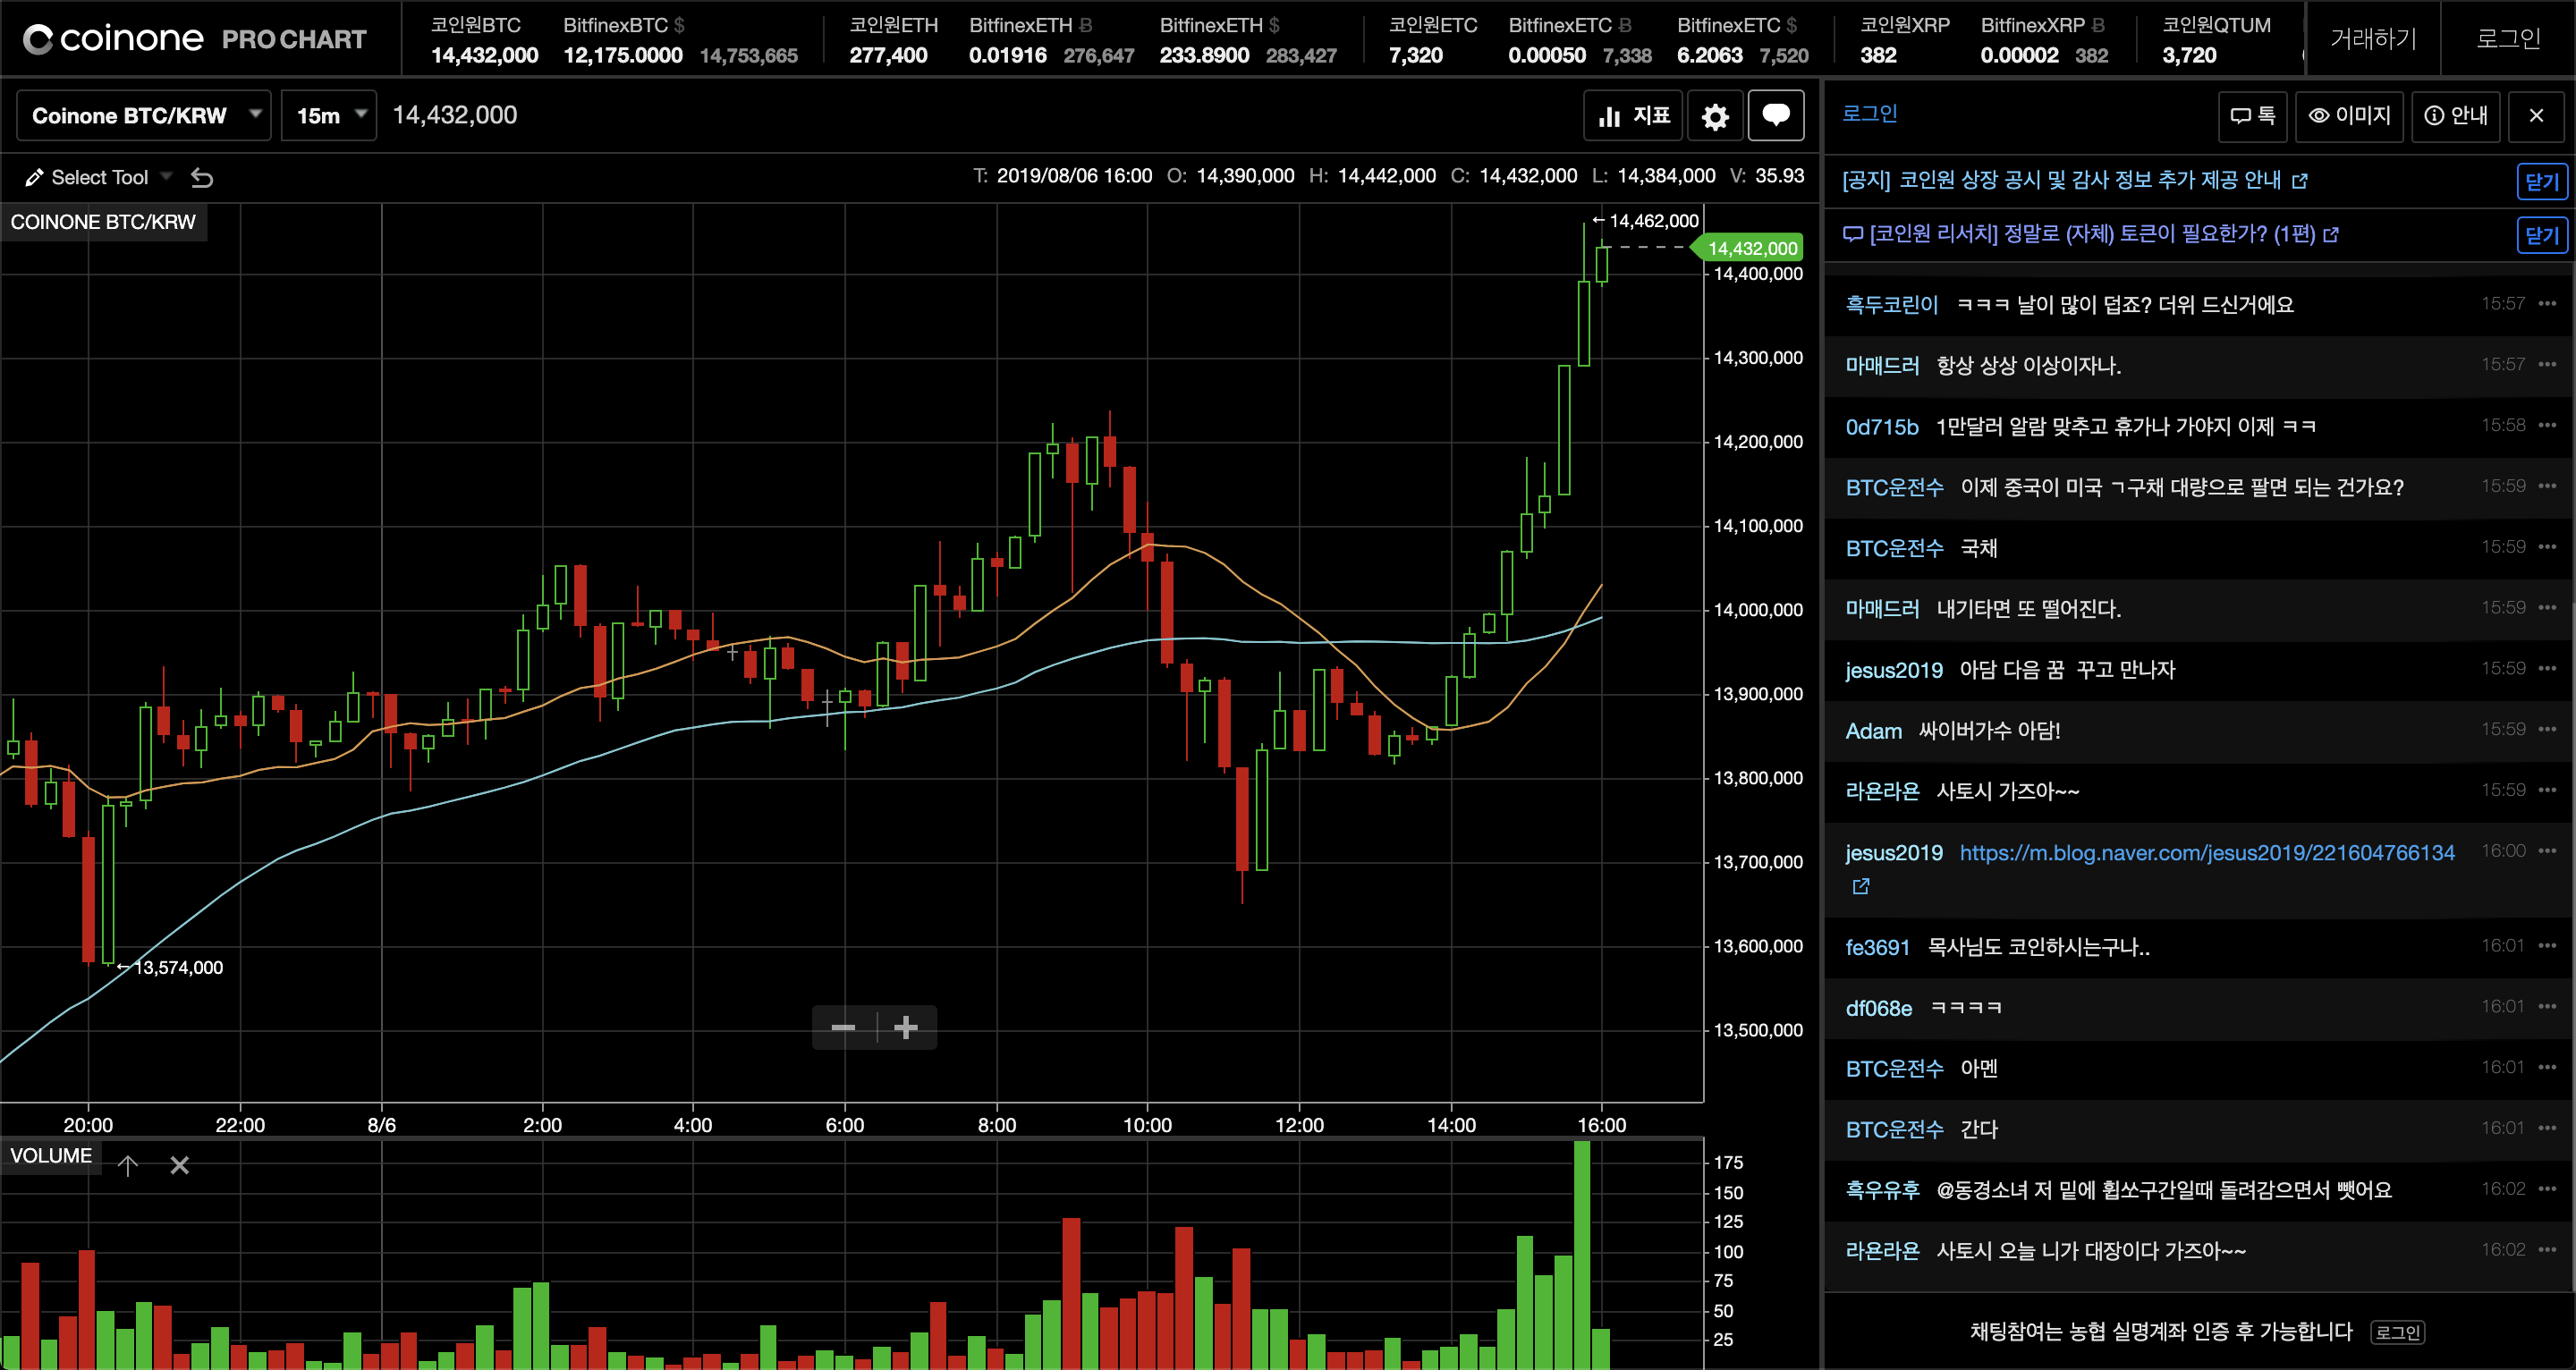 coinone PRO CHART
코인원BTC BitfinexBTC $ 코인원ETH BitfinexETH Ƀ BitfinexETH $ 코인원ETC BitfinexETC Ƀ BitfinexETC $ 코인원XRP BitfinexXRP Ƀ 코인원QTUM
14,432,000 12,175.0000 14,753,665 277,400 0.01916 276,647 233.8900 283,427 7,320 0.00050 7,338 6.2063 7,520 382 0.00002 382 3,720
거래하기 로그인
Coinone BTC/KRW 15m 14,432,000 지표
Select Tool T: 2019/08/06 16:00 O: 14,390,000 H: 14,442,000 C: 14,432,000 L: 14,384,000 V: 35.93
COINONE BTC/KRW
←14,462,000
14,432,000
14,400,000
14,300,000
14,200,000
14,100,000
14,000,000
13,900,000
13,800,000
13,700,000
13,600,000
13,500,000
←13,574,000
20:00 22:00 8/6 2:00 4:00 6:00 8:00 10:00 12:00 14:00 16:00
VOLUME
175
150
125
100
75
50
25
로그인 톡 이미지 안내
[공지] 코인원 상장 공시 및 감사 정보 추가 제공 안내 닫기
[코인원 리서치] 정말로 (자체) 토큰이 필요한가? (1편) 닫기
흑두코린이 ㅋㅋㅋ 날이 많이 덥죠? 더위 드신거에요 15:57
마매드러 항상 상상 이상이자나. 15:57
0d715b 1만달러 알람 맞추고 휴가나 가야지 이제 ㅋㅋ 15:58
BTC운전수 이제 중국이 미국 ㄱ구채 대량으로 팔면 되는 건가요? 15:59
BTC운전수 국채 15:59
마매드러 내기타면 또 떨어진다. 15:59
jesus2019 아담 다음 꿈 꾸고 만나자 15:59
Adam 싸이버가수 아담! 15:59
라욘라욘 사토시 가즈아~~ 15:59
jesus2019 https://m.blog.naver.com/jesus2019/221604766134 16:00
fe3691 목사님도 코인하시는구나.. 16:01
df068e ㅋㅋㅋㅋ 16:01
BTC운전수 아멘 16:01
BTC운전수 간다 16:01
흑우유후 @동경소녀 저 밑에 휩쏘구간일때 돌려감으면서 뺏어요 16:02
라욘라욘 사토시 오늘 니가 대장이다 가즈아~~ 16:02
채팅참여는 농협 실명계좌 인증 후 가능합니다 로그인